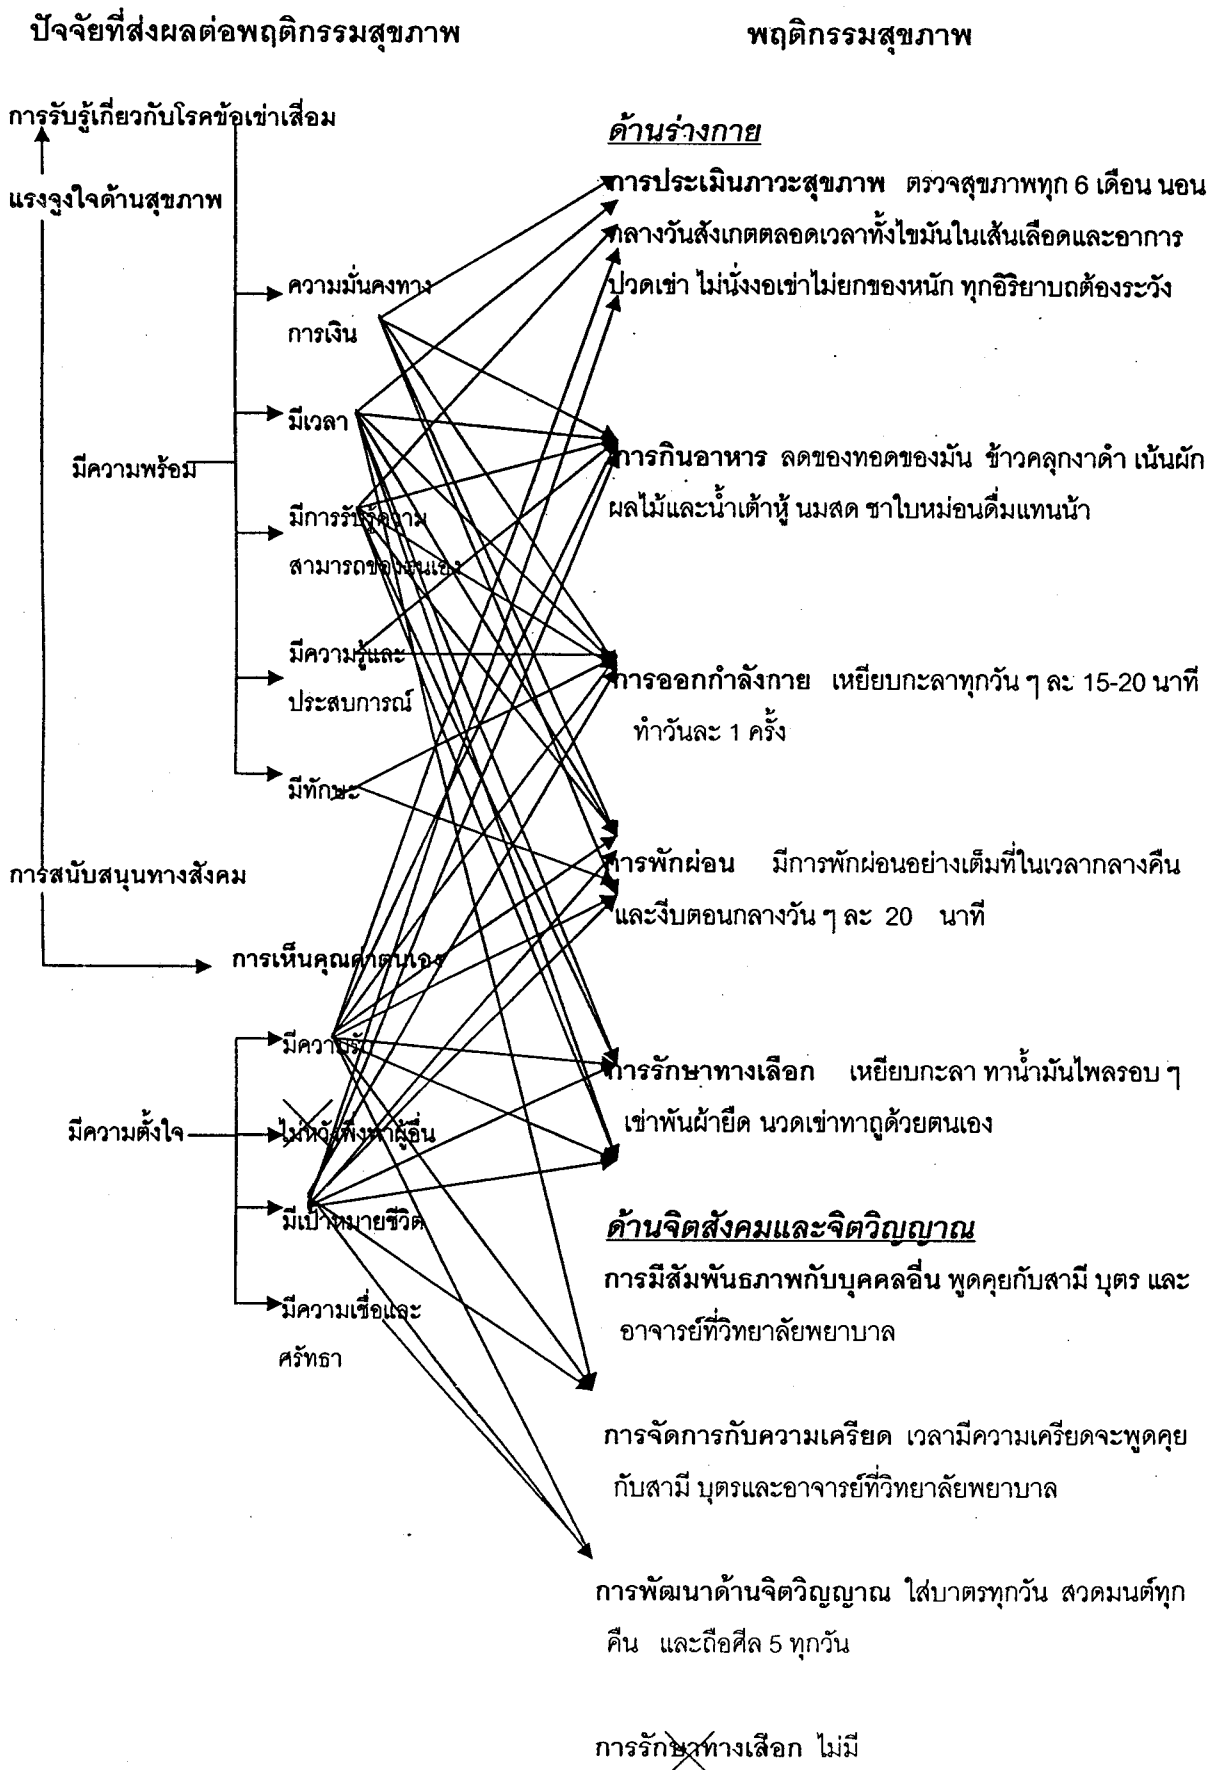 ปัจจัยที่ส่งผลต่อพฤติกรรมสุขภาพ
พฤติกรรมสุขภาพ
การรับรู้เกี่ยวกับโรคข้อเข่าเสื่อม
แรงจูงใจด้านสุขภาพ
มีความพร้อม
ความมั่นคงทาง
การเงิน
มีเวลา
มีการรับรู้ความ
สามารถของตนเอง
มีความรู้และ
ประสบการณ์
มีทักษะ
การสนับสนุนทางสังคม
การเห็นคุณค่าตนเอง
มีความตั้งใจ
มีความรัก
ไม่หวังพึ่งพาผู้อื่น
มีเป้าหมายชีวิต
มีความเชื่อและ
ศรัทธา
ด้านร่างกาย
การประเมินภาวะสุขภาพ ตรวจสุขภาพทุก 6 เดือน นอน
กลางวันสังเกตตลอดเวลาทั้งไขมันในเส้นเลือดและอาการ
ปวดเข่า ไม่นั่งงอเข่าไม่ยกของหนัก ทุกอิริยาบถต้องระวัง
การกินอาหาร ลดของทอดของมัน ข้าวคลุกงาดำ เน้นผัก
ผลไม้และน้ำเต้าหู้ นมสด ชาใบหม่อนดื่มแทนน้ำ
การออกกำลังกาย เหยียบกะลาทุกวัน ๆ ละ 15-20 นาที
ทำวันละ 1 ครั้ง
การพักผ่อน มีการพักผ่อนอย่างเต็มที่ในเวลากลางคืน
และงีบตอนกลางวัน ๆ ละ 20 นาที
การรักษาทางเลือก เหยียบกะลา ทาน้ำมันไพลรอบ ๆ
เข่าพันผ้ายืด นวดเข่าทาถูด้วยตนเอง
ด้านจิตสังคมและจิตวิญญาณ
การมีสัมพันธภาพกับบุคคลอื่น พูดคุยกับสามี บุตร และ
อาจารย์ที่วิทยาลัยพยาบาล
การจัดการกับความเครียด เวลามีความเครียดจะพูดคุย
กับสามี บุตรและอาจารย์ที่วิทยาลัยพยาบาล
การพัฒนาด้านจิตวิญญาณ ใส่บาตรทุกวัน สวดมนต์ทุก
คืน และถือศีล 5 ทุกวัน
การรักษาทางเลือก ไม่มี